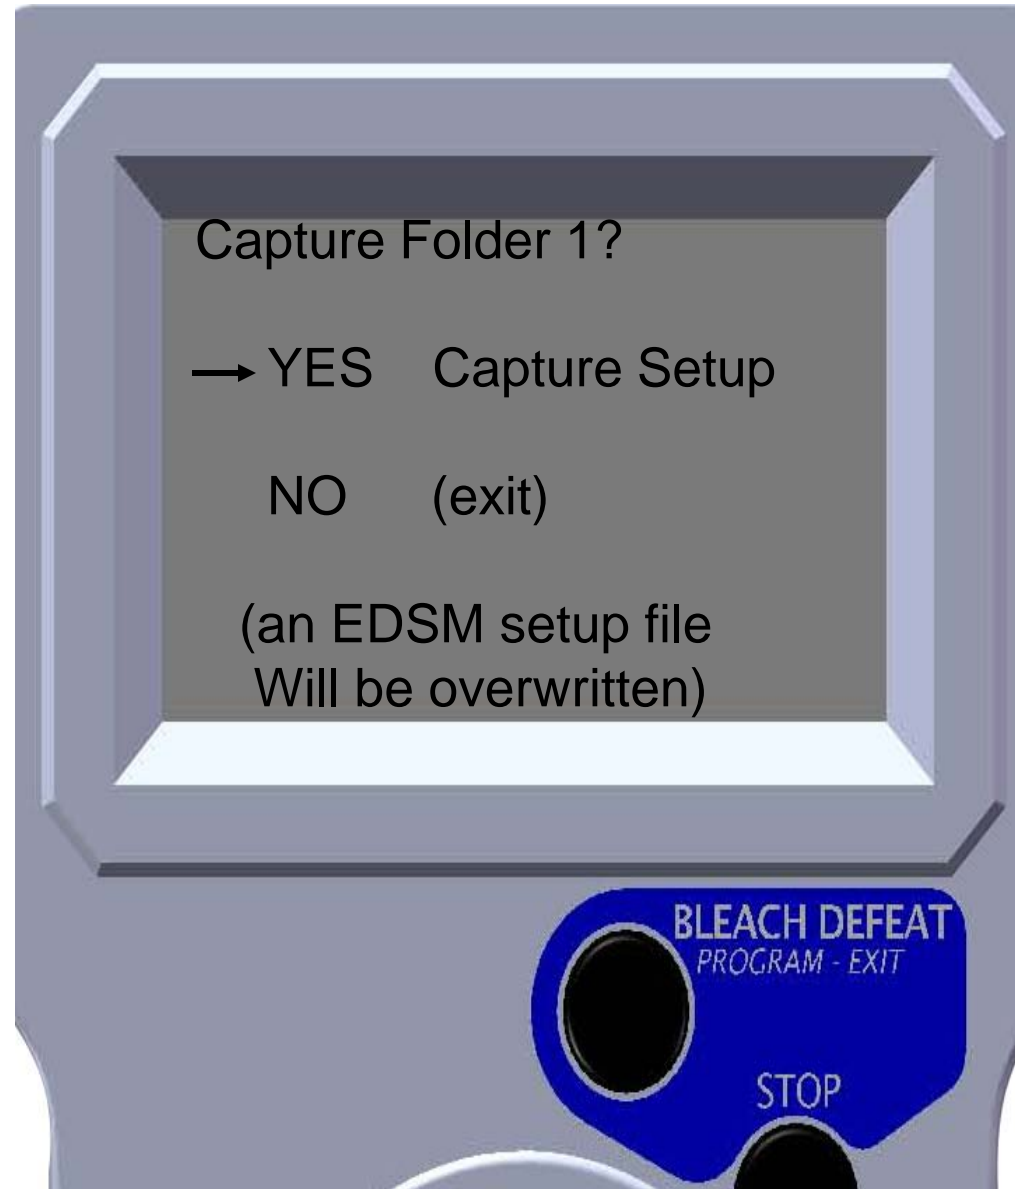 Capture Folder 1?
YES Capture Setup
NO (exit)
(an EDSM setup file
Will be overwritten)
BLEACH DEFEAT
PROGRAM - EXIT
STOP